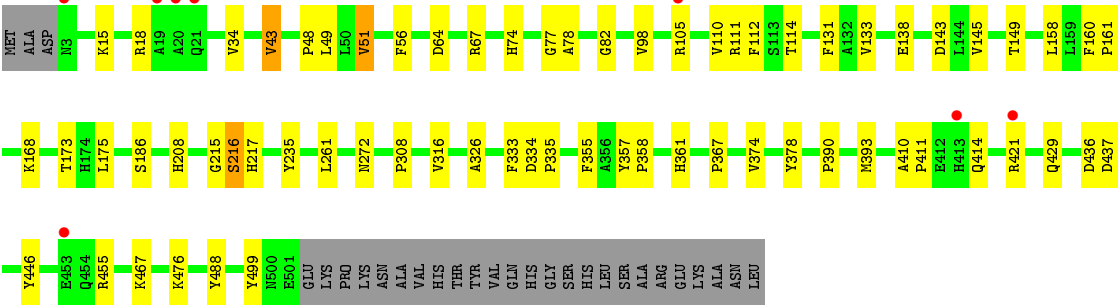 MET ALA ASP N3 K15 R18 A19 A20 Q21 V34 V43 P48 L49 L50 V51 F56 D64 R67 H74 G77 A78 G82 V98 R105 V110 R111 F112 S113 T114 F131 A132 V133 E138 D143 L144 V145 T149 L158 L159 F160 P161
K168 T173 H174 L175 S186 H208 G215 S216 H217 Y235 L261 N272 P308 V316 A326 F333 D334 P335 F355 A356 Y357 P358 H361 P367 V374 Y378 P390 M393 A410 P411 E412 H413 Q414 R421 Q429 D436 D437
Y446 E453 Q454 R455 K467 K476 Y488 Y499 N500 E501 GLU LYS PRO LYS ASN ALA VAL HIS THR TYR VAL GLN HIS GLY SER HIS LEU SER ALA ARG GLU LYS ALA ASN LEU